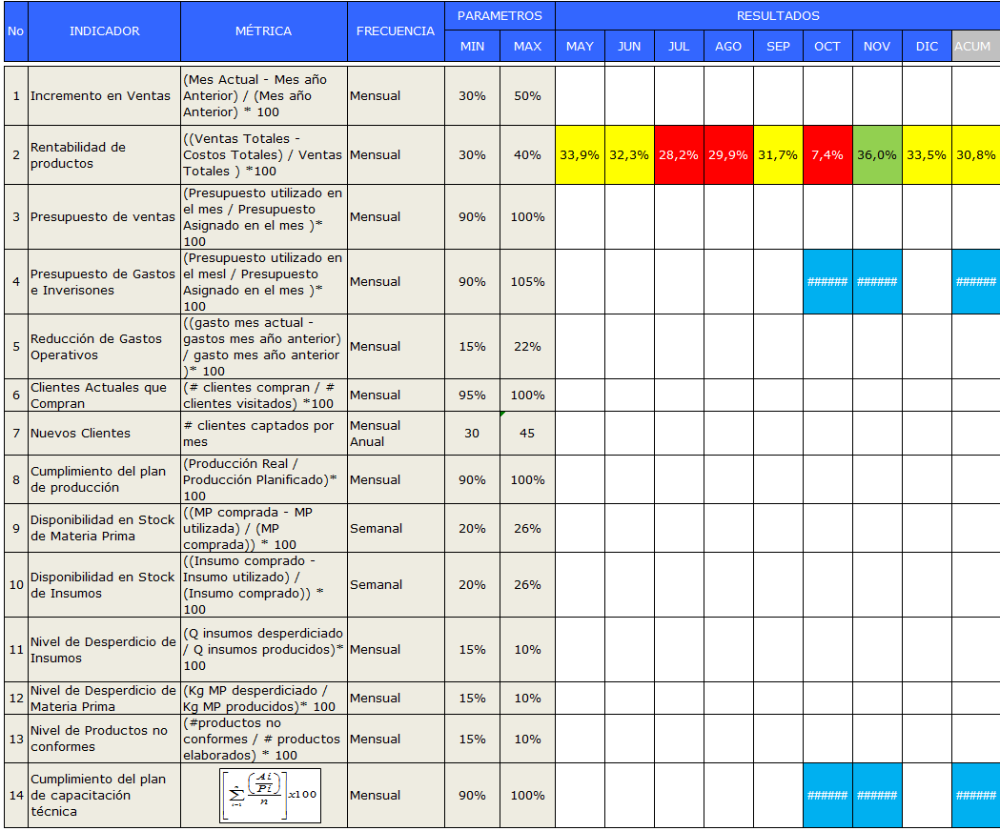 No INDICADOR MÉTRICA FRECUENCIA PARAMETROS RESULTADOS
MIN MAX MAY JUN JUL AGO SEP OCT NOV DIC ACUM
1 Incremento en Ventas
(Mes Actual - Mes año
Anterior) / (Mes año
Anterior) * 100
Mensual 30% 50%
2 Rentabilidad de
productos
((Ventas Totales -
Costos Totales) / Ventas
Totales ) *100
Mensual 30% 40% 33,9% 32,3% 28,2% 29,9% 31,7% 7,4% 36,0% 33,5% 30,8%
3 Presupuesto de ventas
(Presupuesto utilizado en
el mes / Presupuesto
Asignado en el mes )*
100
Mensual 90% 100%
4 Presupuesto de Gastos
e Inverisones
(Presupuesto utilizado en
el mesl / Presupuesto
Asignado en el mes )*
100
Mensual 90% 105% ###### ###### ######
5 Reducción de Gastos
Operativos
((gasto mes actual -
gastos mes año anterior)
/ gasto mes año anterior
)* 100
Mensual 15% 22%
6 Clientes Actuales que
Compran
(# clientes compran / #
clientes visitados) *100
Mensual 95% 100%
7 Nuevos Clientes
# clientes captados por
mes
Mensual
Anual
30 45
8 Cumplimiento del plan
de producción
(Producción Real /
Producción Planificado)*
100
Mensual 90% 100%
9 Disponibilidad en Stock
de Materia Prima
((MP comprada - MP
utilizada) / (MP
comprada)) * 100
Semanal 20% 26%
10 Disponibilidad en Stock
de Insumos
((Insumo comprado -
Insumo utilizado) /
(Insumo comprado)) *
100
Semanal 20% 26%
11 Nivel de Desperdicio de
Insumos
(Q insumos desperdiciado
/ Q insumos producidos)*
100
Mensual 15% 10%
12 Nivel de Desperdicio de
Materia Prima
(Kg MP desperdiciado /
Kg MP producidos)* 100
Mensual 15% 10%
13 Nivel de Productos no
conformes
(#productos no
conformes / # productos
elaborados) * 100
Mensual 15% 10%
14 Cumplimiento del plan
de capacitación
técnica
[∑ (Ai/Pi)/n] x100
Mensual 90% 100% ###### ###### ######